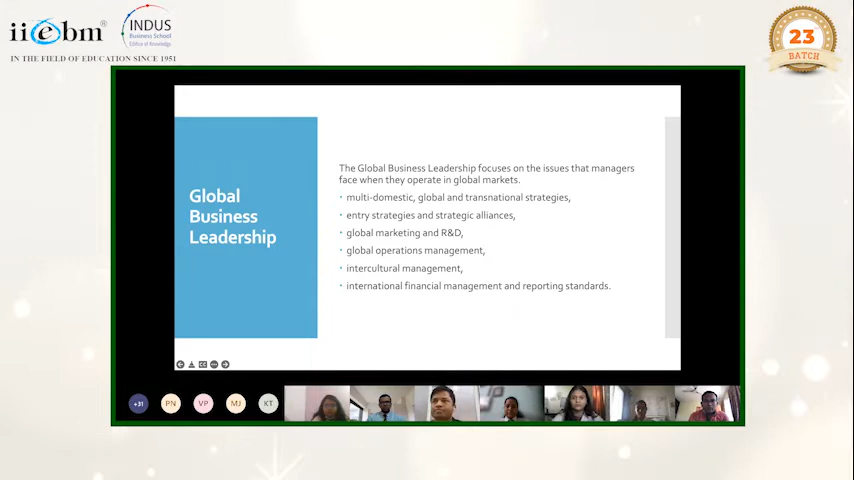 iiebm®
INDUS
Business School
Ethics of Knowledge
IN THE FIELD OF EDUCATION SINCE 1951
23
BATCH
Global
Business
Leadership
The Global Business Leadership focuses on the issues that managers
face when they operate in global markets.
• multi-domestic, global and transnational strategies,
• entry strategies and strategic alliances,
• global marketing and R&D,
• global operations management,
• intercultural management,
• international financial management and reporting standards.
+31
PN
VP
MJ
KT